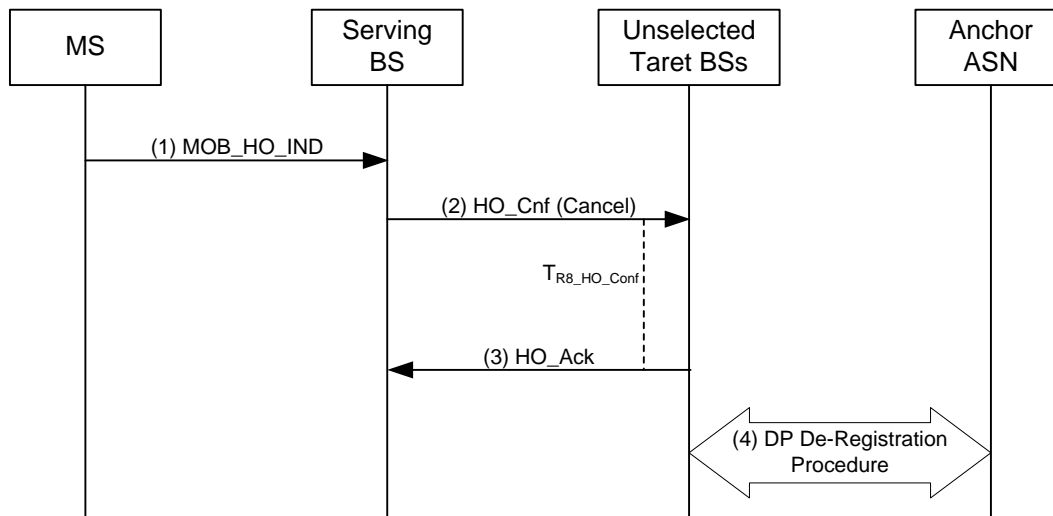 MS
Serving
BS
Unselected
Taret BSs
Anchor
ASN
(1) MOB_HO_IND
(2) HO_Cnf (Cancel)
TR8_HO_Conf
(3) HO_Ack
(4) DP De-Registration
Procedure